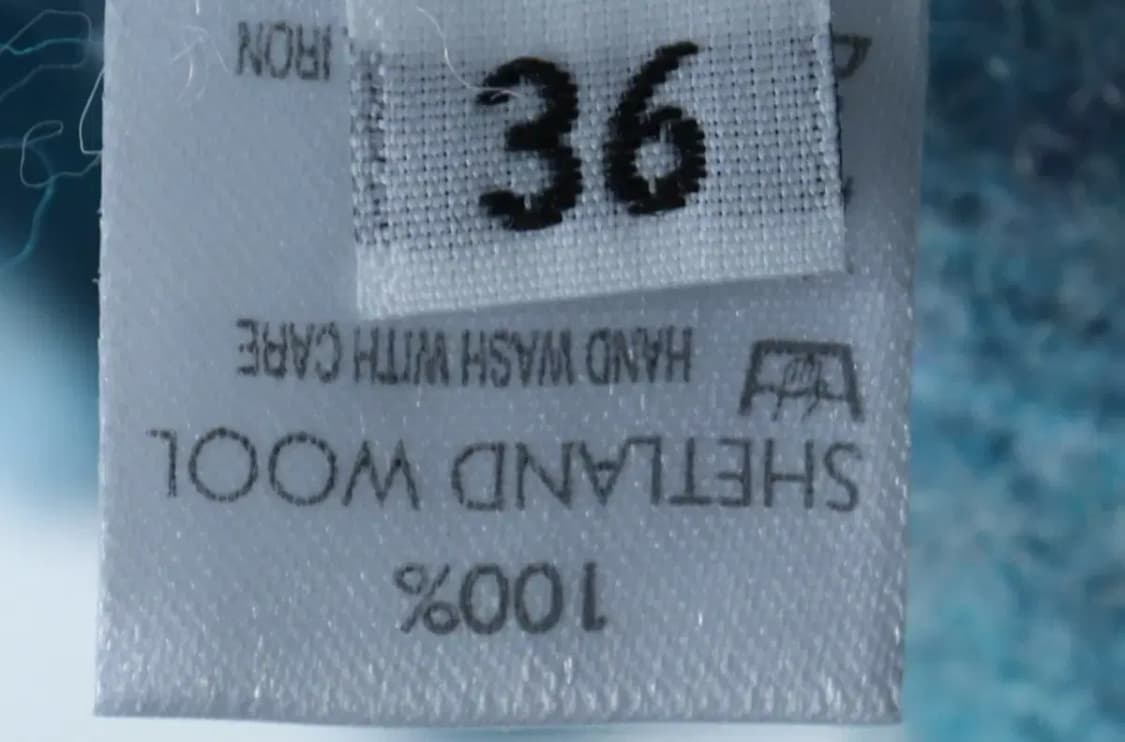 36
100%
SHETLAND WOOL
HAND WASH WITH CARE
IRON